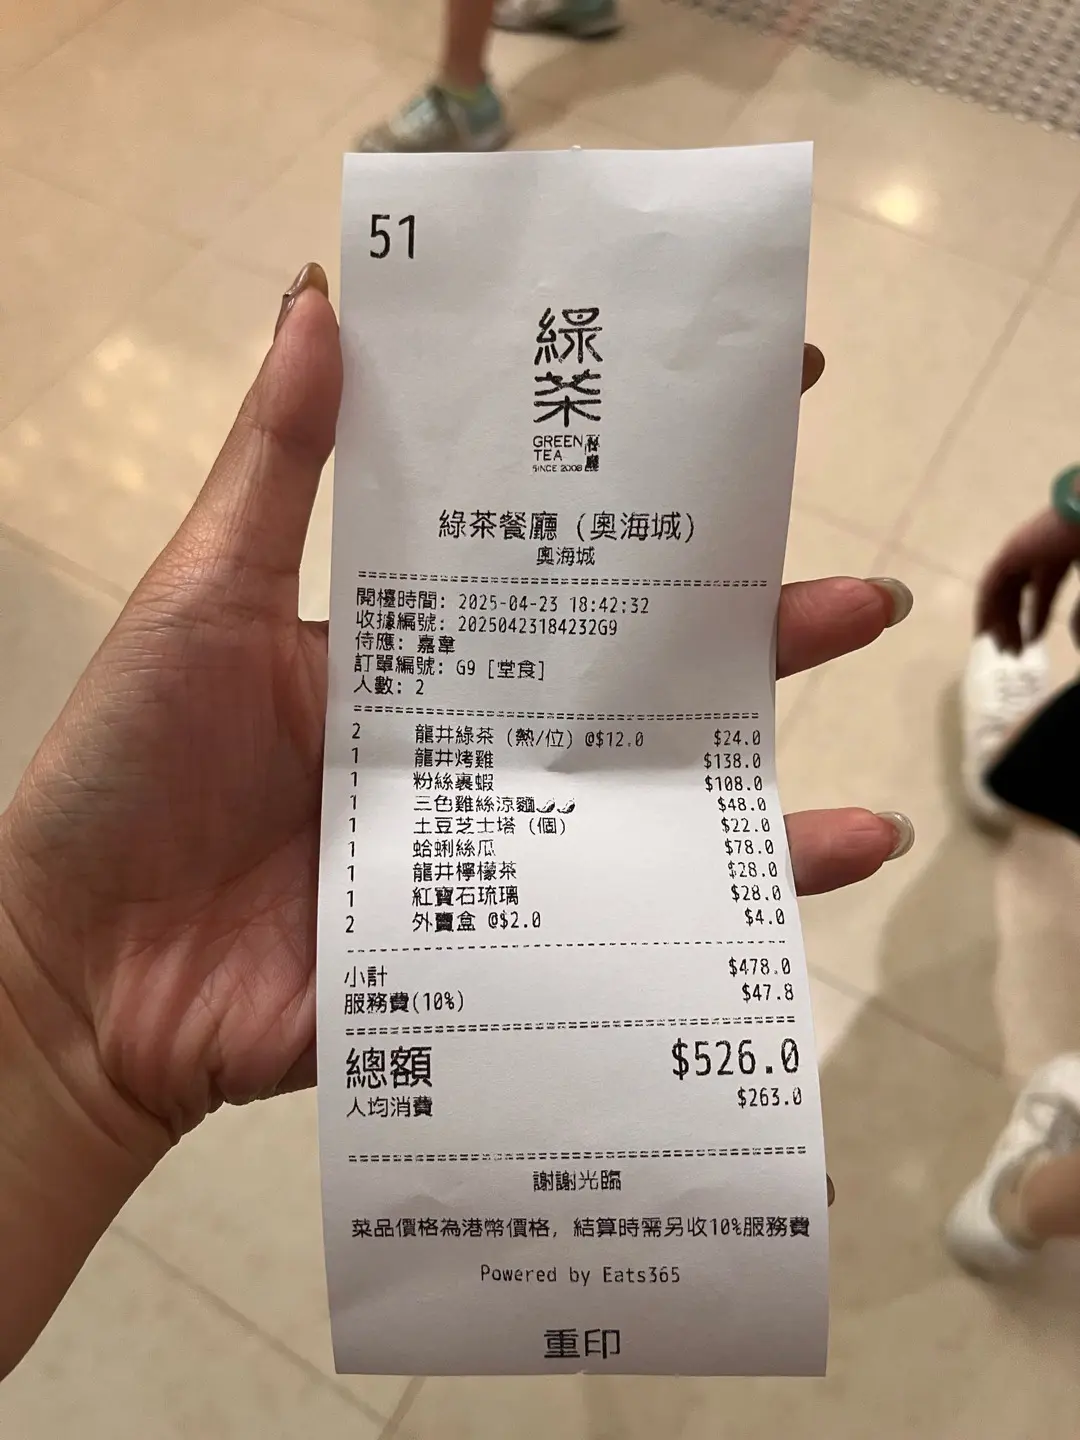 51
綠
茶
GREEN
TEA
餐廳
SINCE 2008
綠茶餐廳 (奧海城)
奧海城
開檯時間: 2025-04-23 18:42:32
收據編號: 20250423184232G9
侍應: 嘉韋
訂單編號: G9 [堂食]
人數: 2
2 龍井綠茶 (熱/位) @$12.0 $24.0
1 龍井烤雞 $138.0
1 粉絲裹蝦 $108.0
1 三色雞絲涼麵🌶🌶 $48.0
1 土豆芝士塔 (個) $22.0
1 蛤蜊絲瓜 $78.0
1 龍井檸檬茶 $28.0
1 紅寶石琉璃 $28.0
2 外賣盒 @$2.0 $4.0
小計 $478.0
服務費(10%) $47.8
總額 $526.0
人均消費 $263.0
謝謝光臨
菜品價格為港幣價格, 結算時需另收10%服務費
Powered by Eats365
重印